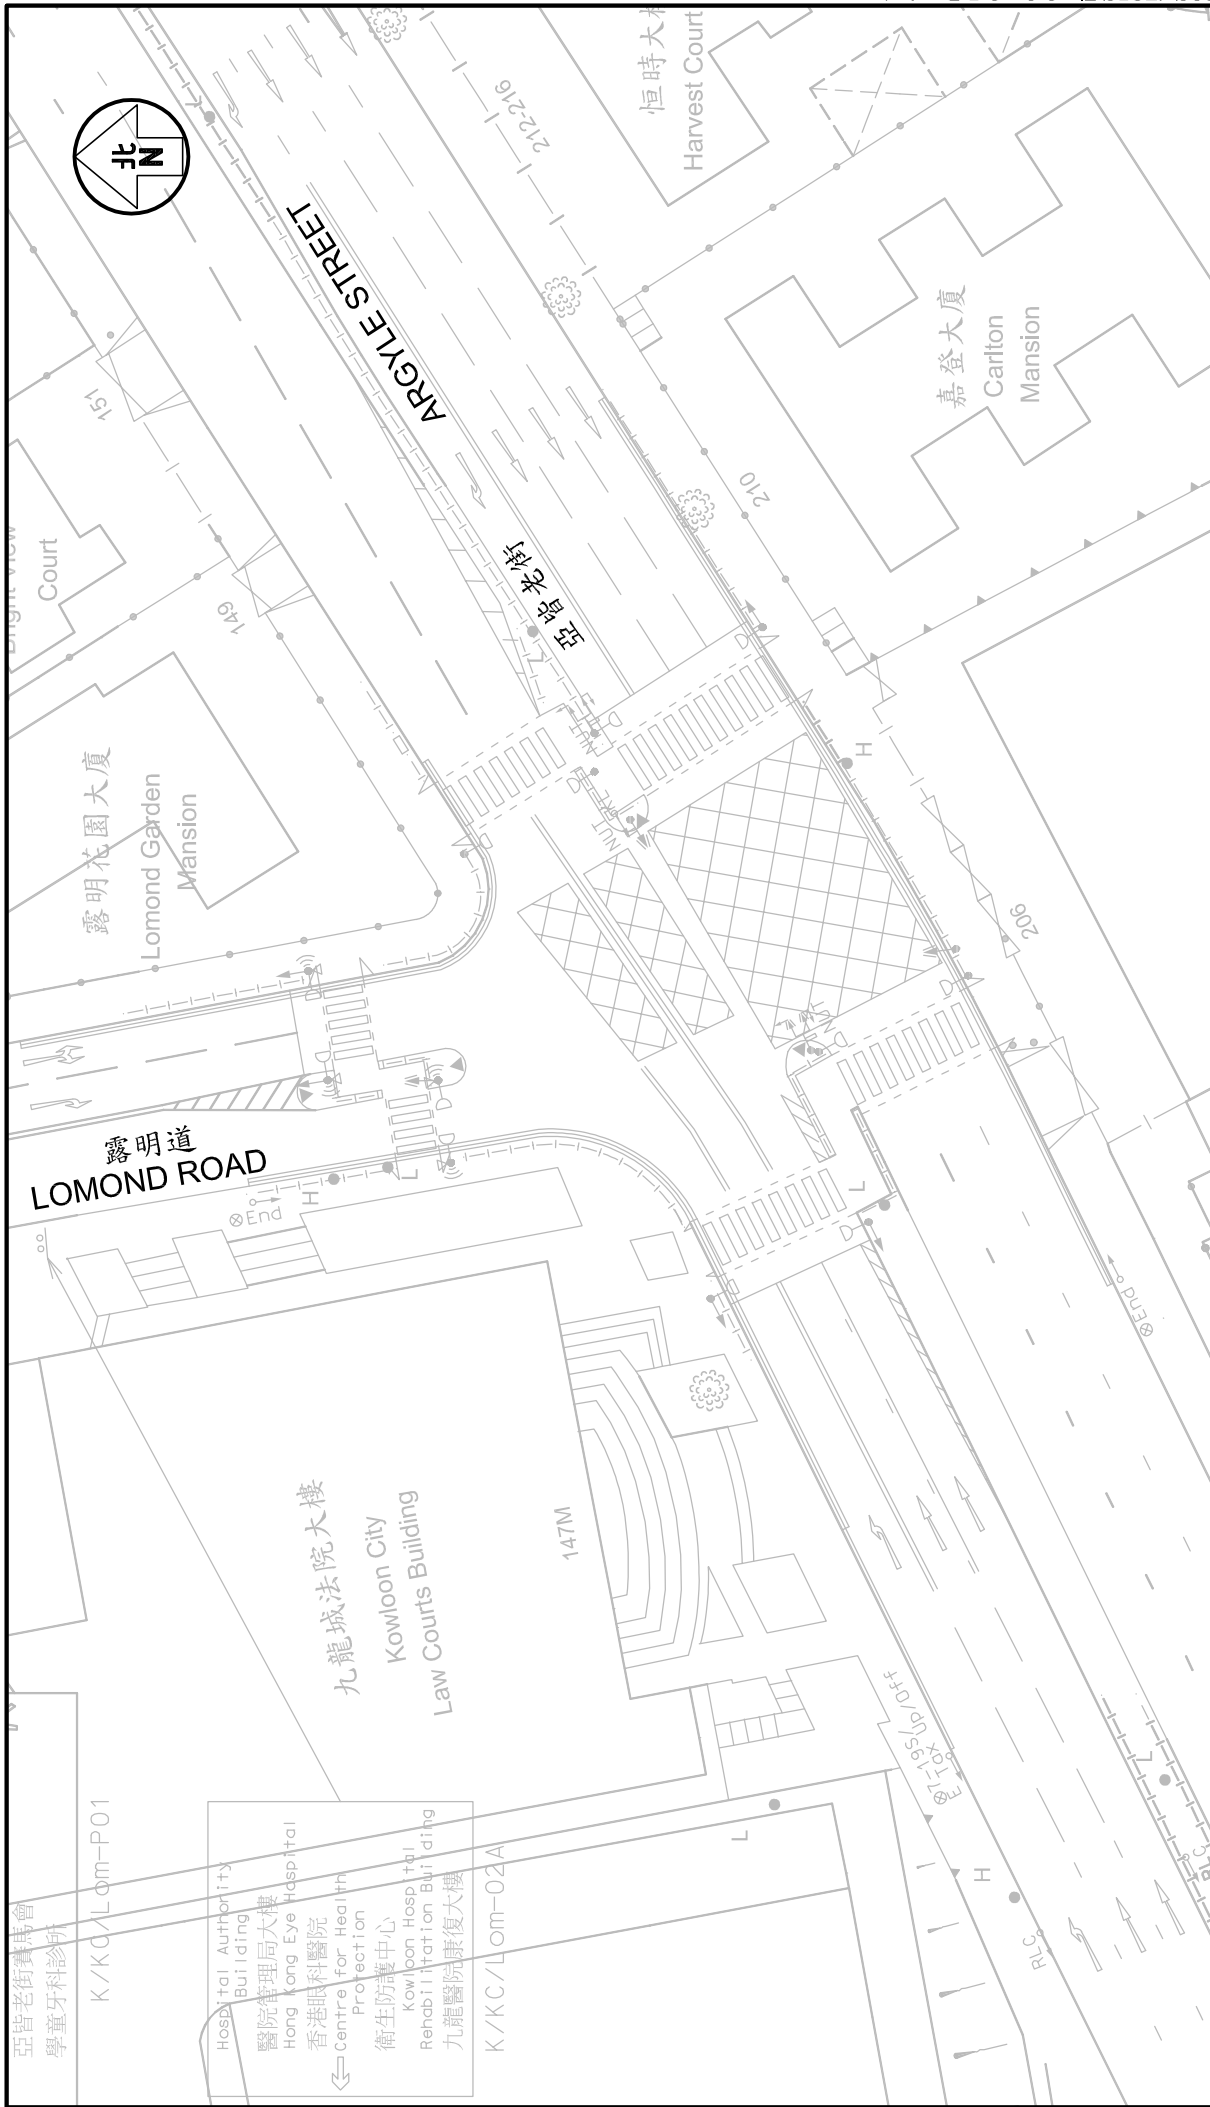 北
N
恒時大
Harvest Court
212-216
ARGYLE STREET
亞皆老街
151
149
Court
210
嘉登大廈
Carlton
Mansion
露明花園大廈
Lomond Garden
Mansion
露明道
LOMOND ROAD
H
206
End
H
L
L
End
九龍城法院大樓
Kowloon City
Law Courts Building
147M
7-19S/Up/Off
E Tax
L
L
H
RLC
亞皆老街賽馬會
學童牙科診所
K/KC/Lom-P01
Hospital Authority
Building
醫院管理局大樓
Hong Kong Eye Hospital
香港眼科醫院
Centre for Health
Protection
衞生防護中心
Kowloon Hospital
Rehabilitation Building
九龍醫院康復大樓
K/KC/Lom-02A